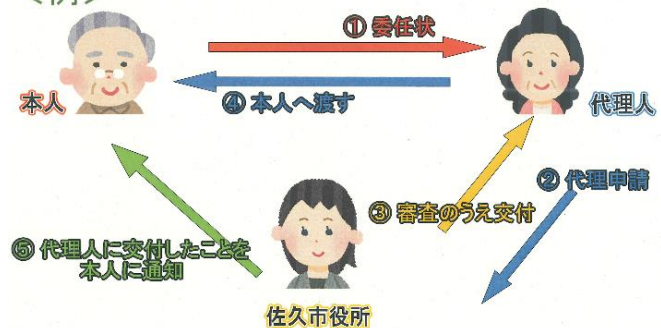 <例>
① 委任状
本人
④ 本人へ渡す
代理人
② 代理申請
③ 審査のうえ交付
⑤ 代理人に交付したことを
本人に通知
佐久市役所